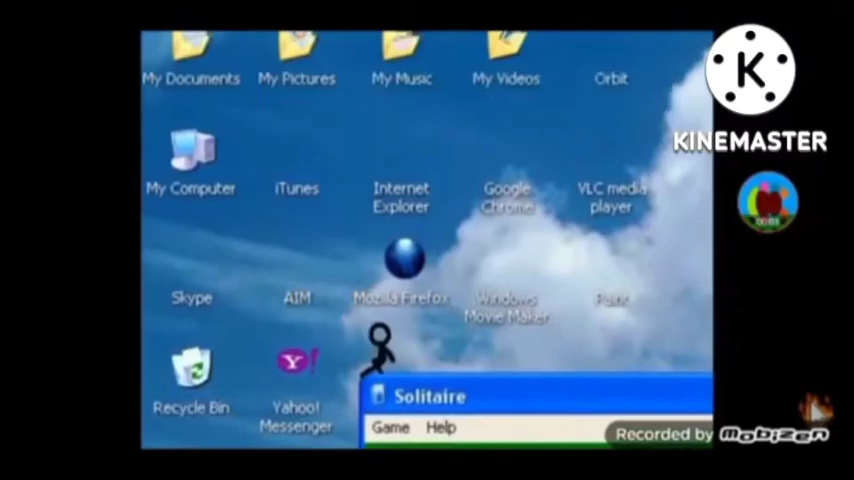 My Documents
My Pictures
My Music
My Videos
Orbit
K
KINEMASTER
My Computer
iTunes
Internet
Explorer
Google
Chrome
VLC media
player
Skype
AIM
Mozilla Firefox
Windows
Movie Maker
Paint
Recycle Bin
Y!
Yahoo!
Messenger
Solitaire
Game Help
Recorded by mobizen